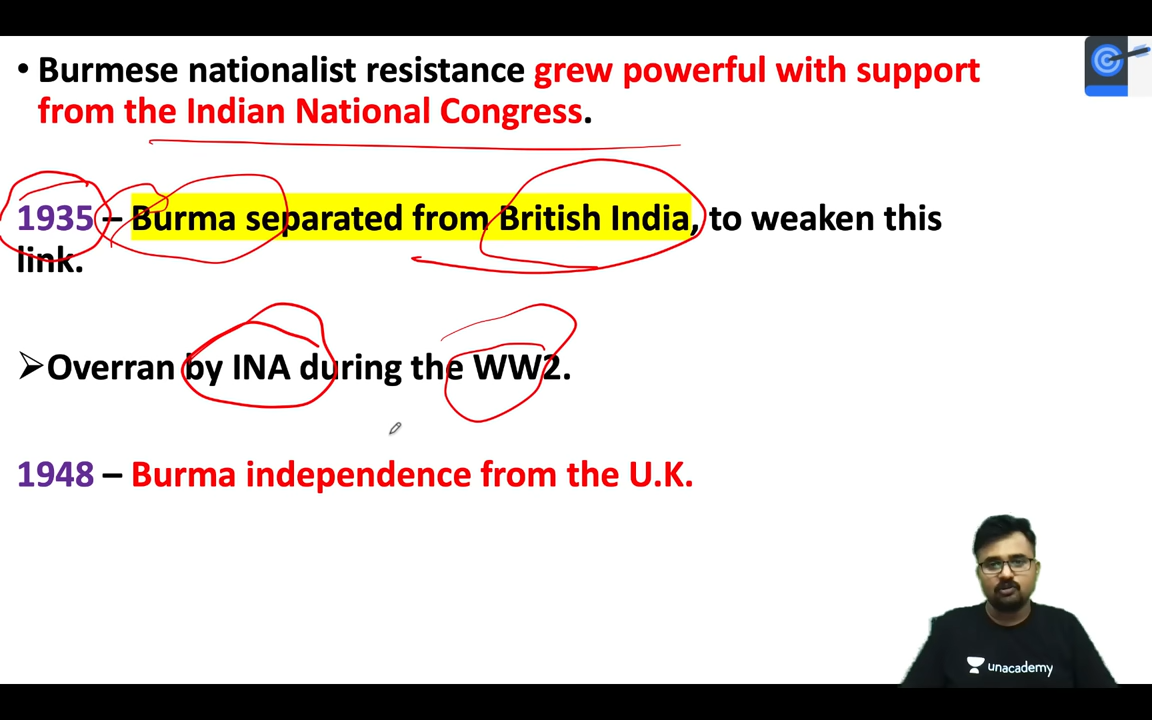 • Burmese nationalist resistance grew powerful with support
from the Indian National Congress.
1935 – Burma separated from British India, to weaken this
link.
➢Overran by INA during the WW2.
1948 – Burma independence from the U.K.
unacademy